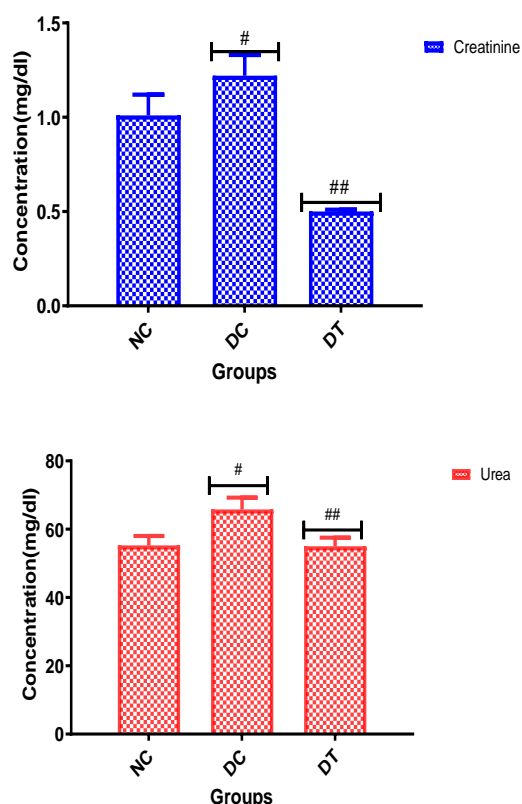 Creatinine
Concentration(mg/dl)
1.5
1.0
0.5
0.0
#
##
NC
DC
DT
Groups
Urea
Concentration(mg/dl)
80
60
40
20
0
#
##
NC
DC
DT
Groups